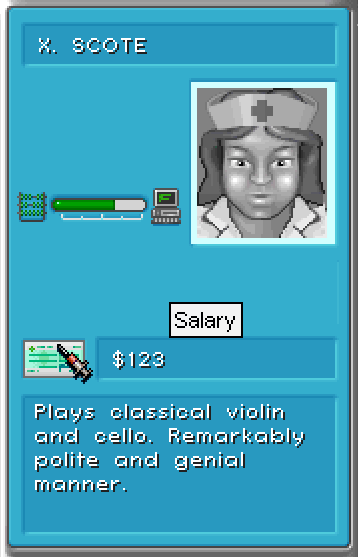 X. SCOTE
Salary
$123
Plays classical violin
and cello. Remarkably
polite and genial
manner.